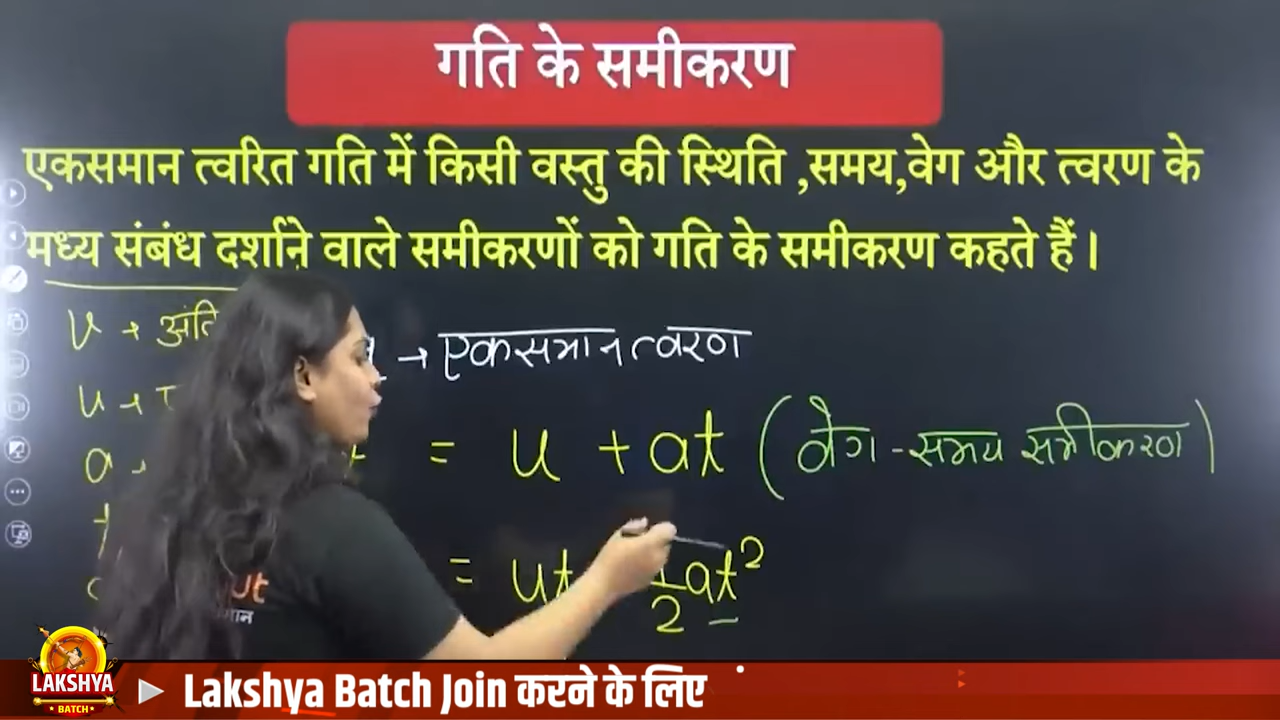 गति के समीकरण
एकसमान त्वरित गति में किसी वस्तु की स्थिति ,समय,वेग और त्वरण के
मध्य संबंध दर्शाने वाले समीकरणों को गति के समीकरण कहते हैं ।
v →
→ एकसमान त्वरण
u →
a →
= u + at (वेग - समय समीकरण)
= ut at²
2
LAKSHYA
BATCH
Lakshya Batch Join करने के लिए